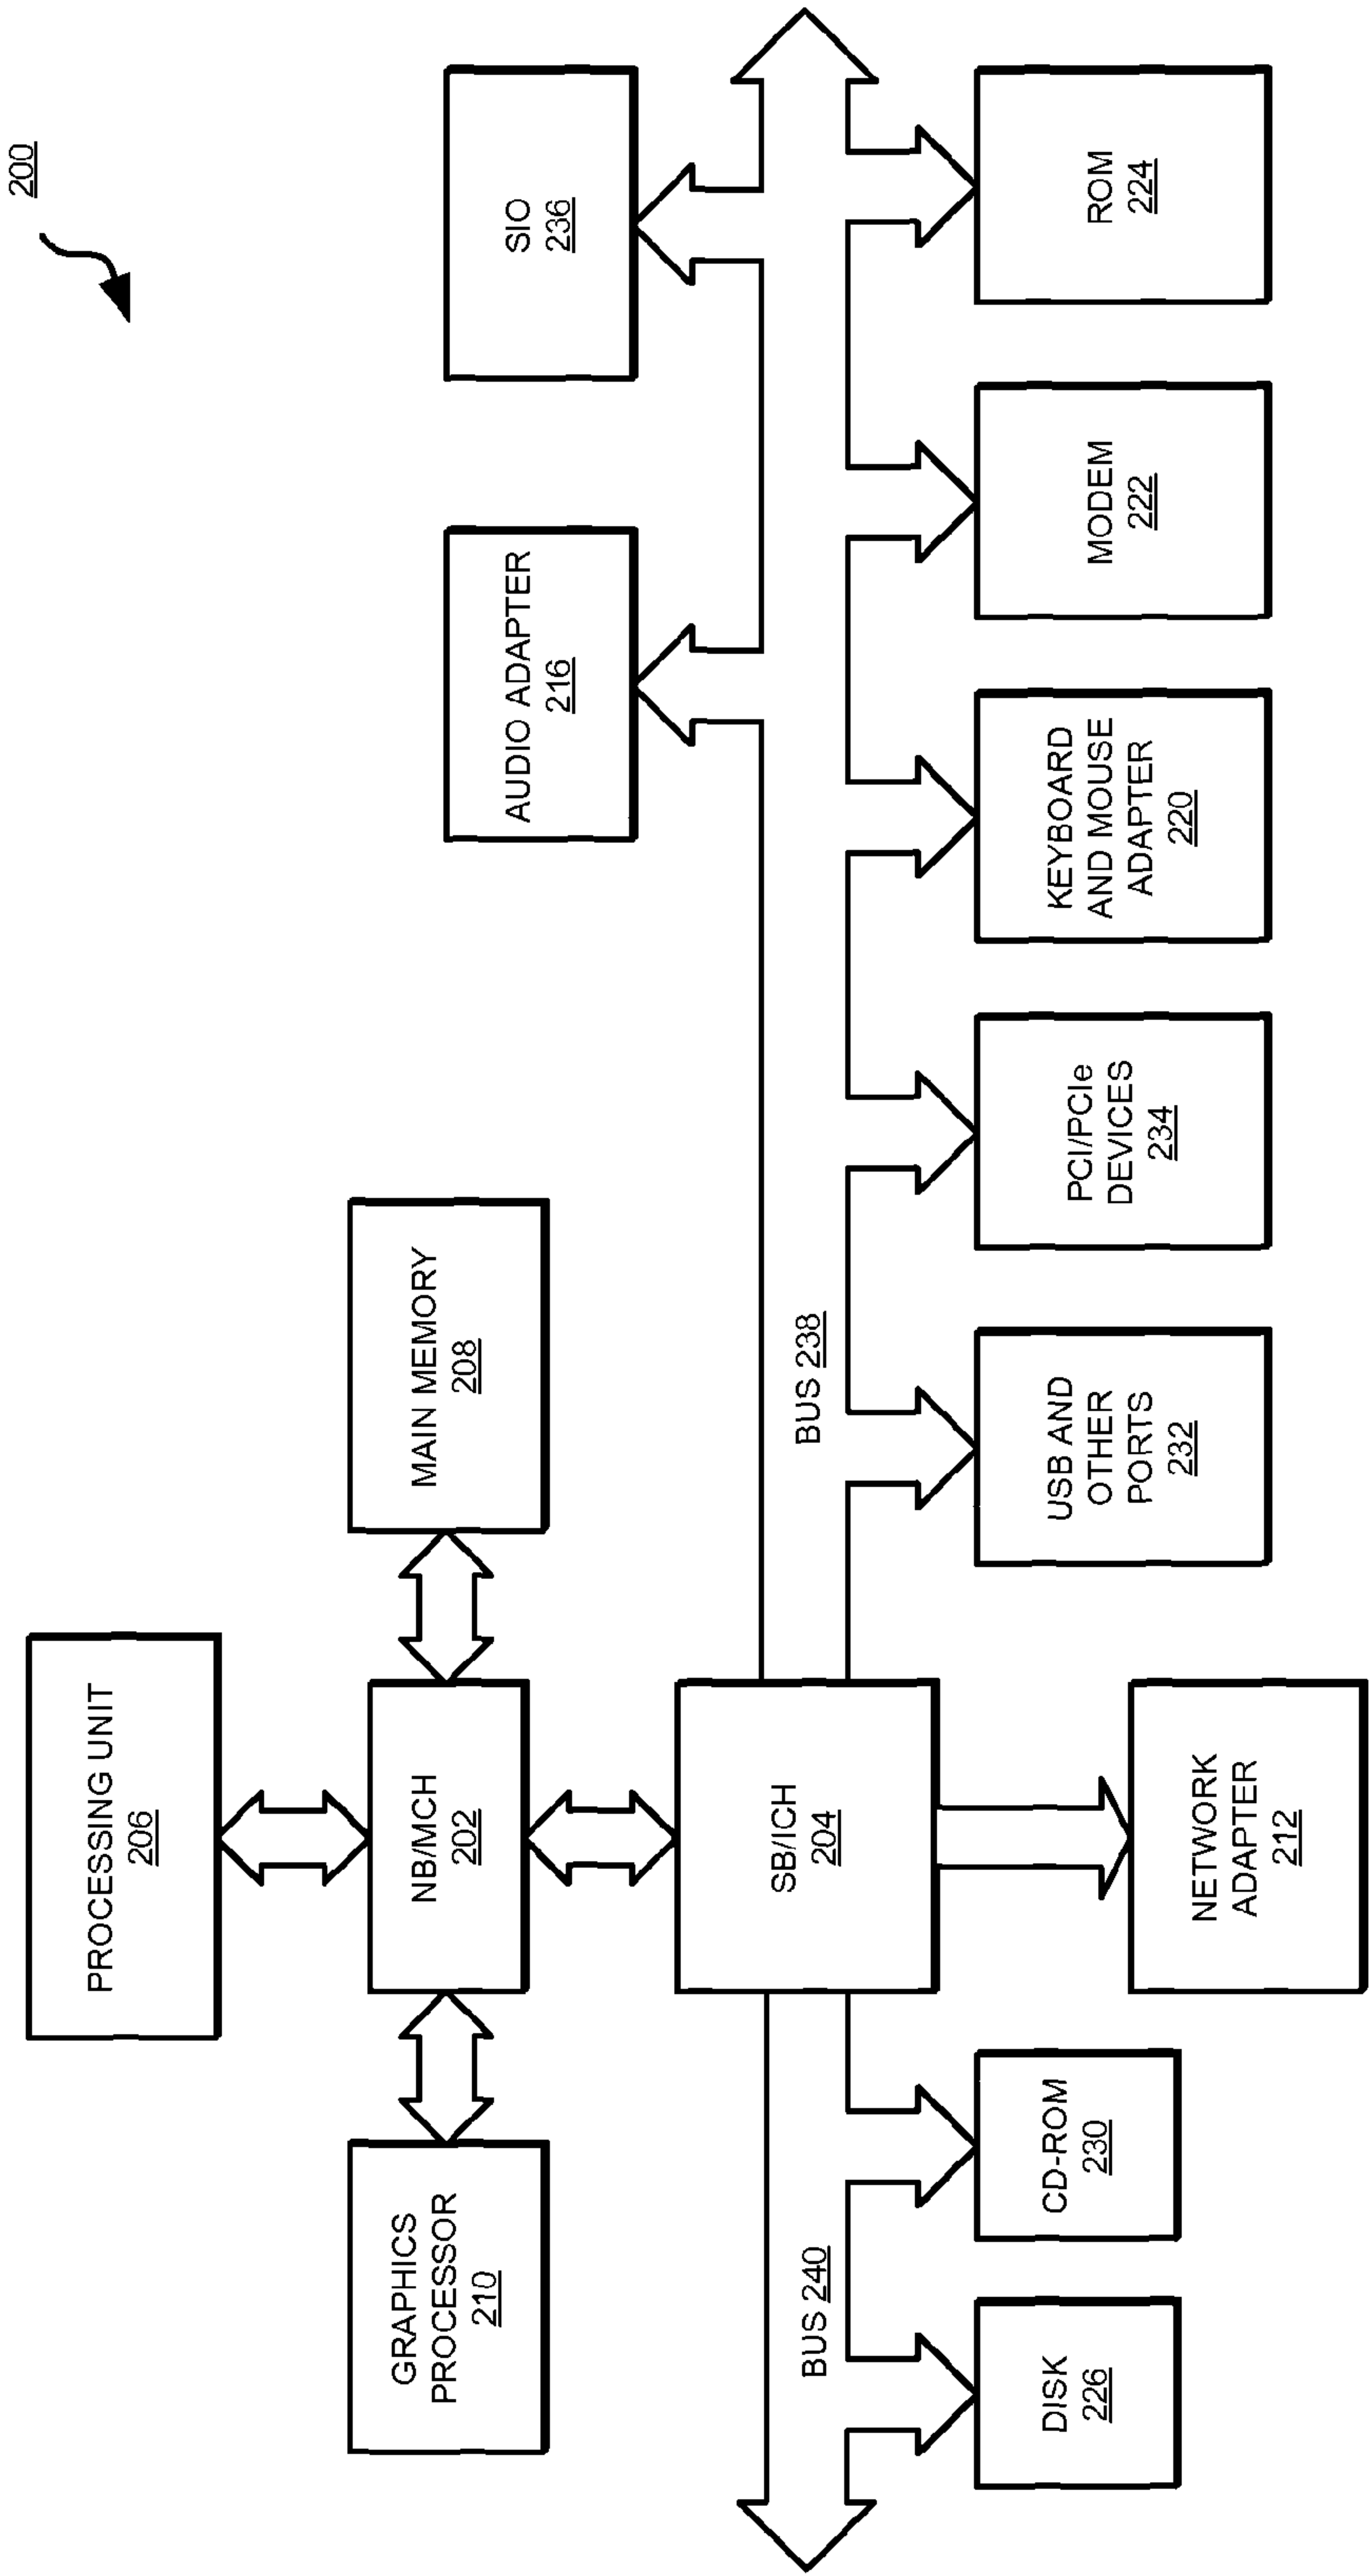 200
PROCESSING UNIT
206
GRAPHICS
PROCESSOR
210
NB/MCH
202
MAIN MEMORY
208
AUDIO ADAPTER
216
SIO
236
SB/ICH
204
BUS 240
BUS 238
DISK
226
CD-ROM
230
NETWORK
ADAPTER
212
USB AND
OTHER
PORTS
232
PCI/PCIe
DEVICES
234
KEYBOARD
AND MOUSE
ADAPTER
220
MODEM
222
ROM
224